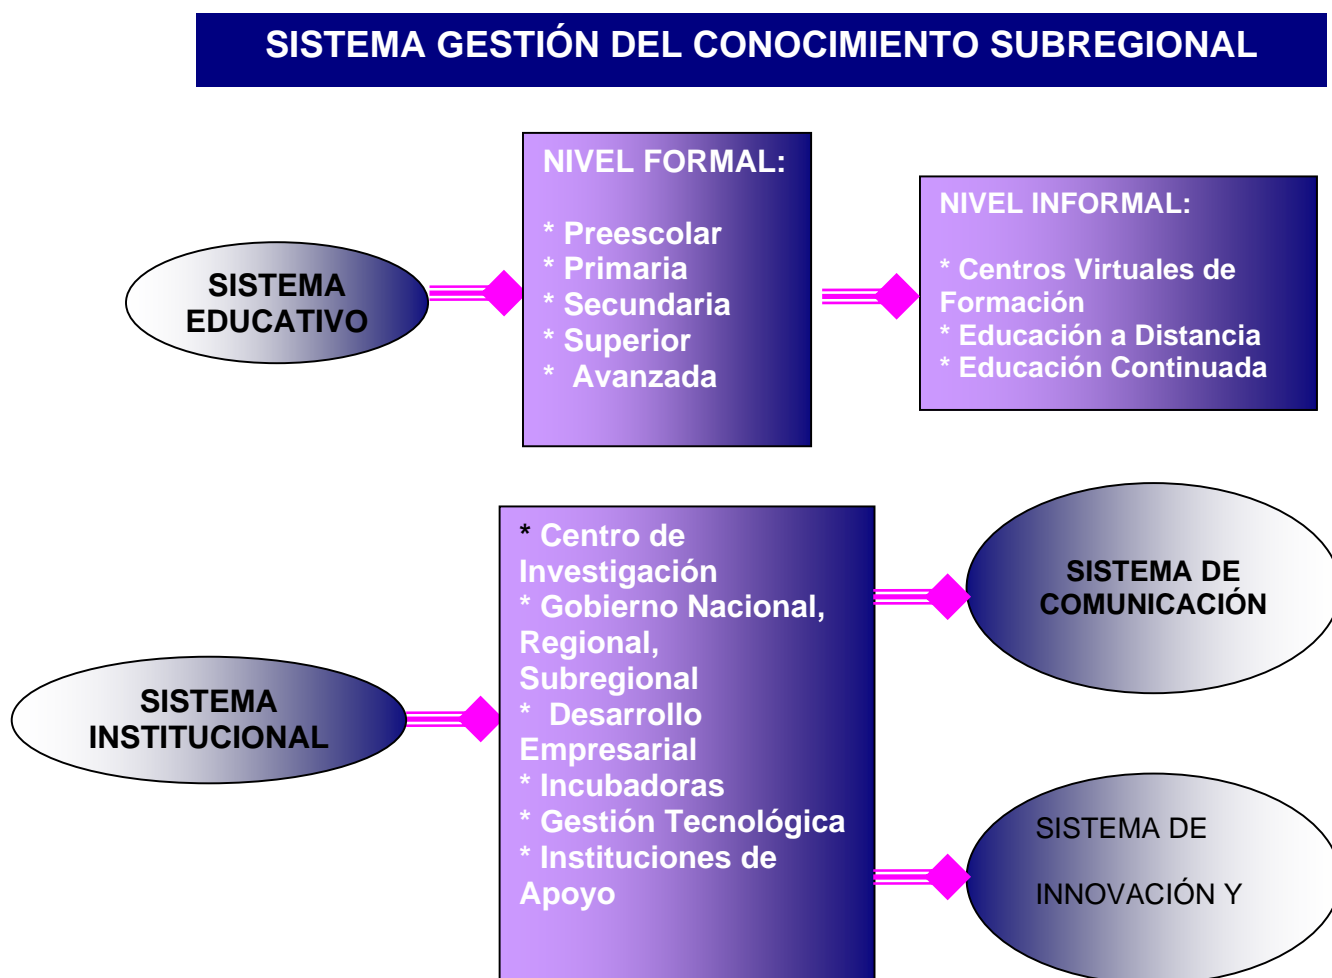 SISTEMA GESTIÓN DEL CONOCIMIENTO SUBREGIONAL
SISTEMA
EDUCATIVO
NIVEL FORMAL:
* Preescolar
* Primaria
* Secundaria
* Superior
* Avanzada
NIVEL INFORMAL:
* Centros Virtuales de
Formación
* Educación a Distancia
* Educación Continuada
SISTEMA
INSTITUCIONAL
* Centro de
Investigación
* Gobierno Nacional,
Regional,
Subregional
* Desarrollo
Empresarial
* Incubadoras
* Gestión Tecnológica
* Instituciones de
Apoyo
SISTEMA DE
COMUNICACIÓN
SISTEMA DE
INNOVACIÓN Y